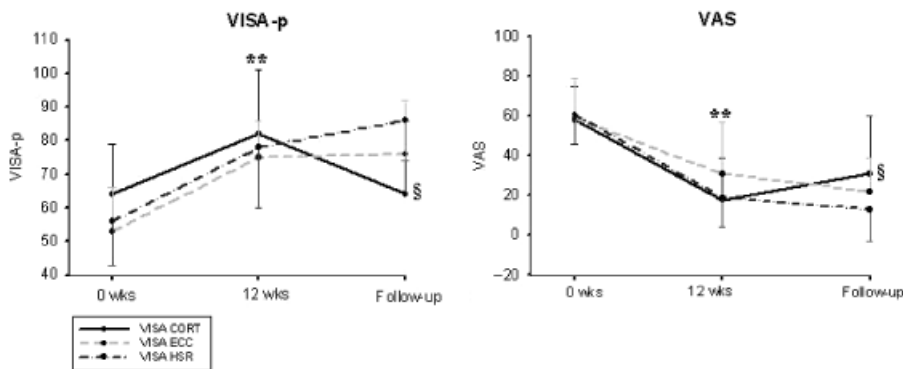 VISA-p
110
100
90
80
70
60
50
40
VISA-p
**
§
0 wks
12 wks
Follow-up
VISA CORT
VISA ECC
VISA HSR
VAS
100
80
60
40
20
0
−20
VAS
**
§
0 wks
12 wks
Follow-up